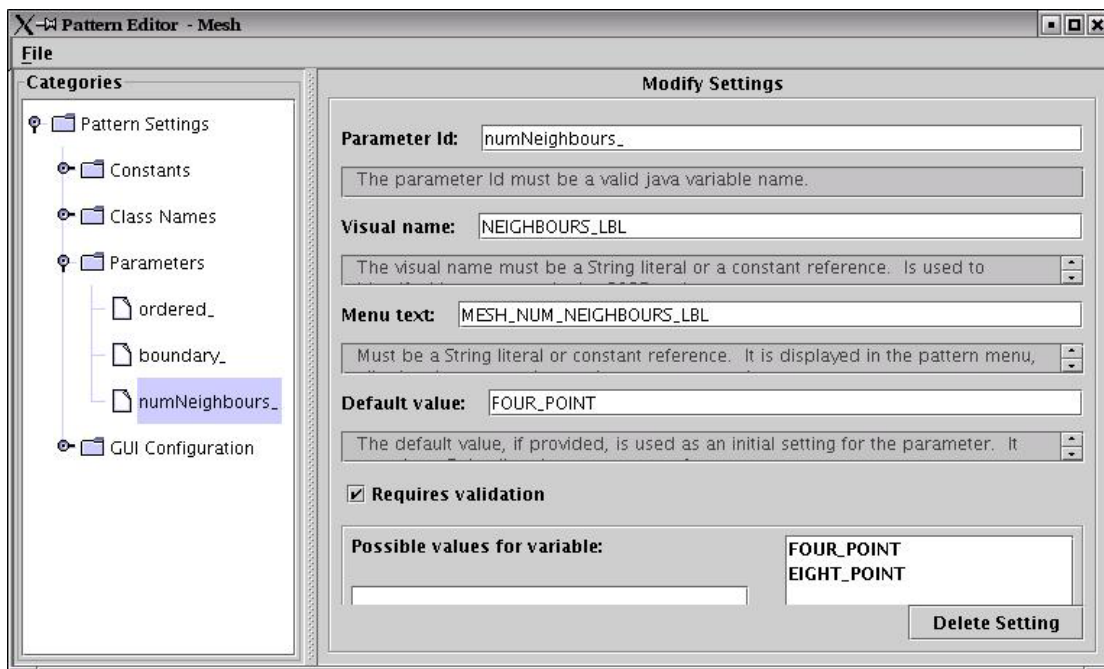 Pattern Editor - Mesh
File
Categories
Pattern Settings
Constants
Class Names
Parameters
ordered_
boundary_
numNeighbours_
GUI Configuration
Modify Settings
Parameter Id: numNeighbours_
The parameter Id must be a valid java variable name.
Visual name: NEIGHBOURS_LBL
The visual name must be a String literal or a constant reference. Is used to
Menu text: MESH_NUM_NEIGHBOURS_LBL
Must be a String literal or constant reference. It is displayed in the pattern menu,
Default value: FOUR_POINT
The default value, if provided, is used as an initial setting for the parameter. It
Requires validation
Possible values for variable:
FOUR_POINT
EIGHT_POINT
Delete Setting